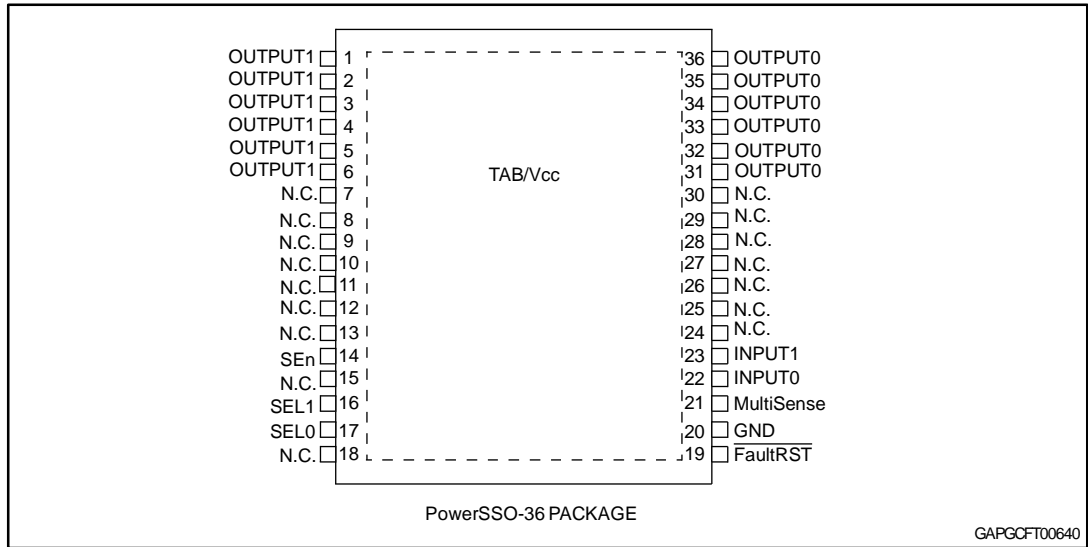 OUTPUT1 1 36 OUTPUT0
OUTPUT1 2 35 OUTPUT0
OUTPUT1 3 34 OUTPUT0
OUTPUT1 4 33 OUTPUT0
OUTPUT1 5 32 OUTPUT0
OUTPUT1 6 TAB/Vcc 31 OUTPUT0
N.C. 7 30 N.C.
N.C. 8 29 N.C.
N.C. 9 28 N.C.
N.C. 10 27 N.C.
N.C. 11 26 N.C.
N.C. 12 25 N.C.
N.C. 13 24 N.C.
SEn 14 23 INPUT1
N.C. 15 22 INPUT0
SEL1 16 21 MultiSense
SEL0 17 20 GND
N.C. 18 19 FaultRST
PowerSSO-36 PACKAGE
GAPGCFT00640